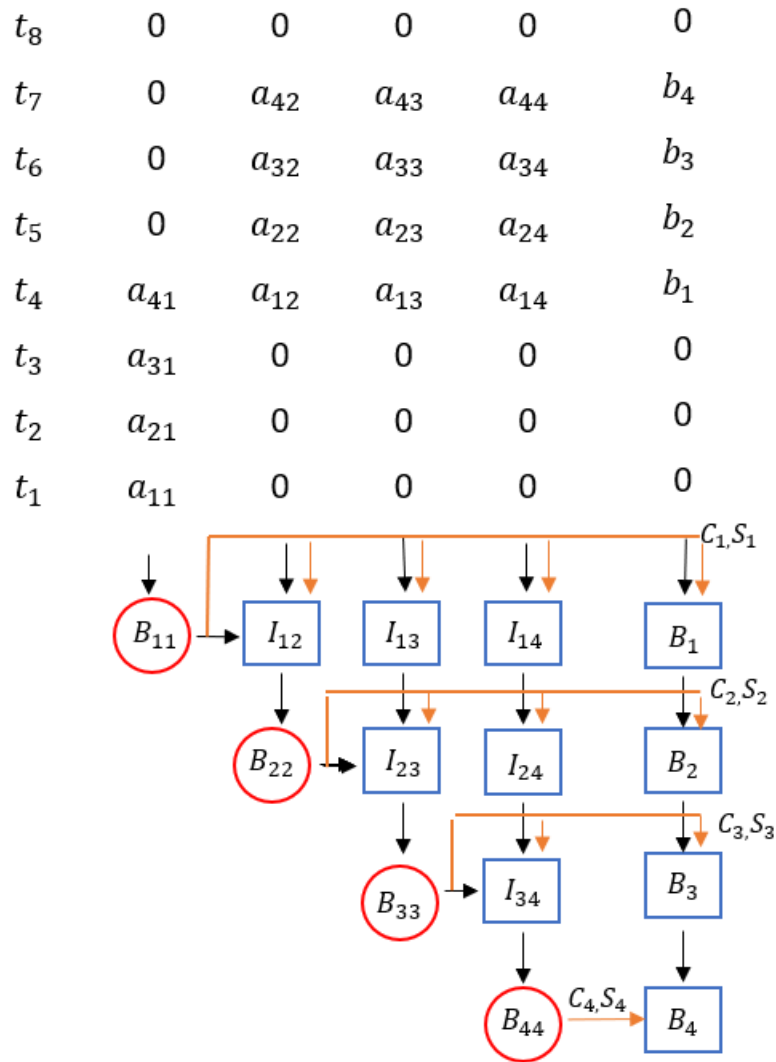 t₈ 0 0 0 0 0
t₇ 0 a₄₂ a₄₃ a₄₄ b₄
t₆ 0 a₃₂ a₃₃ a₃₄ b₃
t₅ 0 a₂₂ a₂₃ a₂₄ b₂
t₄ a₄₁ a₁₂ a₁₃ a₁₄ b₁
t₃ a₃₁ 0 0 0 0
t₂ a₂₁ 0 0 0 0
t₁ a₁₁ 0 0 0 0
C₁,S₁
B₁₁ I₁₂ I₁₃ I₁₄ B₁
C₂,S₂
B₂₂ I₂₃ I₂₄ B₂
C₃,S₃
B₃₃ I₃₄ B₃
C₄,S₄
B₄₄ B₄